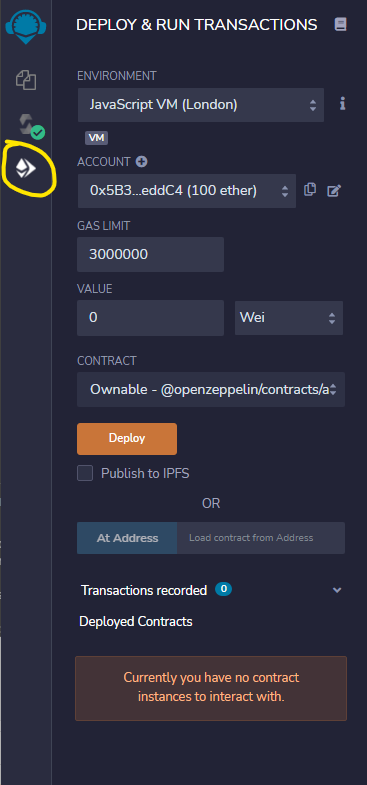 DEPLOY & RUN TRANSACTIONS
ENVIRONMENT
JavaScript VM (London)
VM
ACCOUNT
0x5B3...eddC4 (100 ether)
GAS LIMIT
3000000
VALUE
0
Wei
CONTRACT
Ownable - @openzeppelin/contracts/a
Deploy
Publish to IPFS
OR
At Address
Load contract from Address
Transactions recorded 0
Deployed Contracts
Currently you have no contract
instances to interact with.